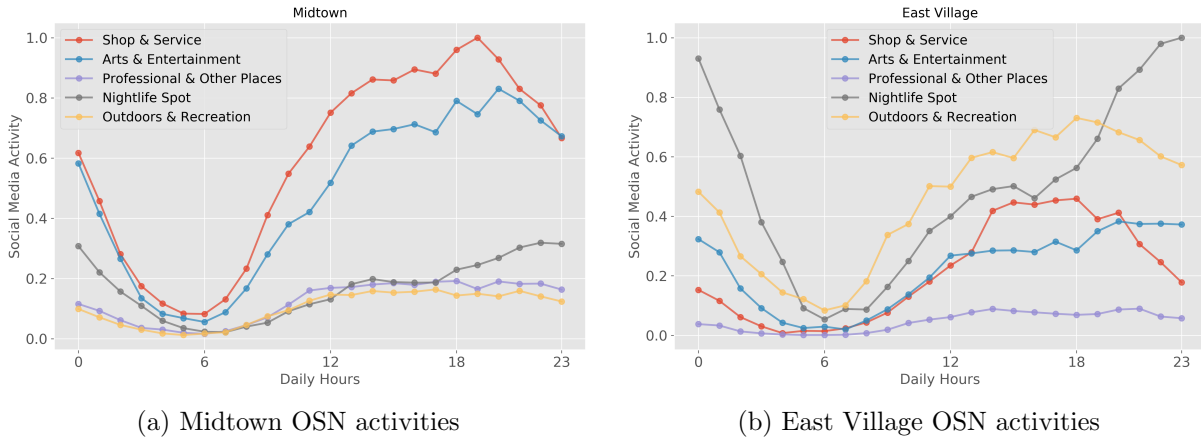 Midtown
Shop & Service
Arts & Entertainment
Professional & Other Places
Nightlife Spot
Outdoors & Recreation
Social Media Activity
1.0
0.8
0.6
0.4
0.2
0.0
0
6
12
18
23
Daily Hours
(a) Midtown OSN activities
East Village
Shop & Service
Arts & Entertainment
Professional & Other Places
Nightlife Spot
Outdoors & Recreation
Social Media Activity
1.0
0.8
0.6
0.4
0.2
0.0
0
6
12
18
23
Daily Hours
(b) East Village OSN activities